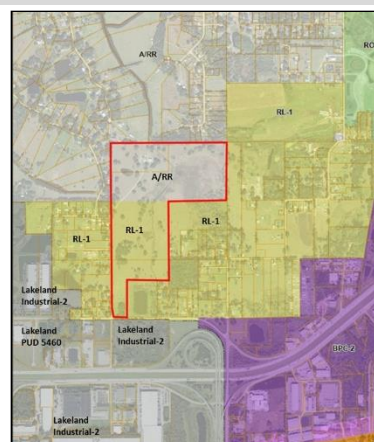 A/RR
RO
RL-1
A/RR
RL-1
RL-1
RL-1
Lakeland
Industrial-2
Lakeland
PUD 5460
Lakeland
Industrial-2
BPC-2
Lakeland
Industrial-2